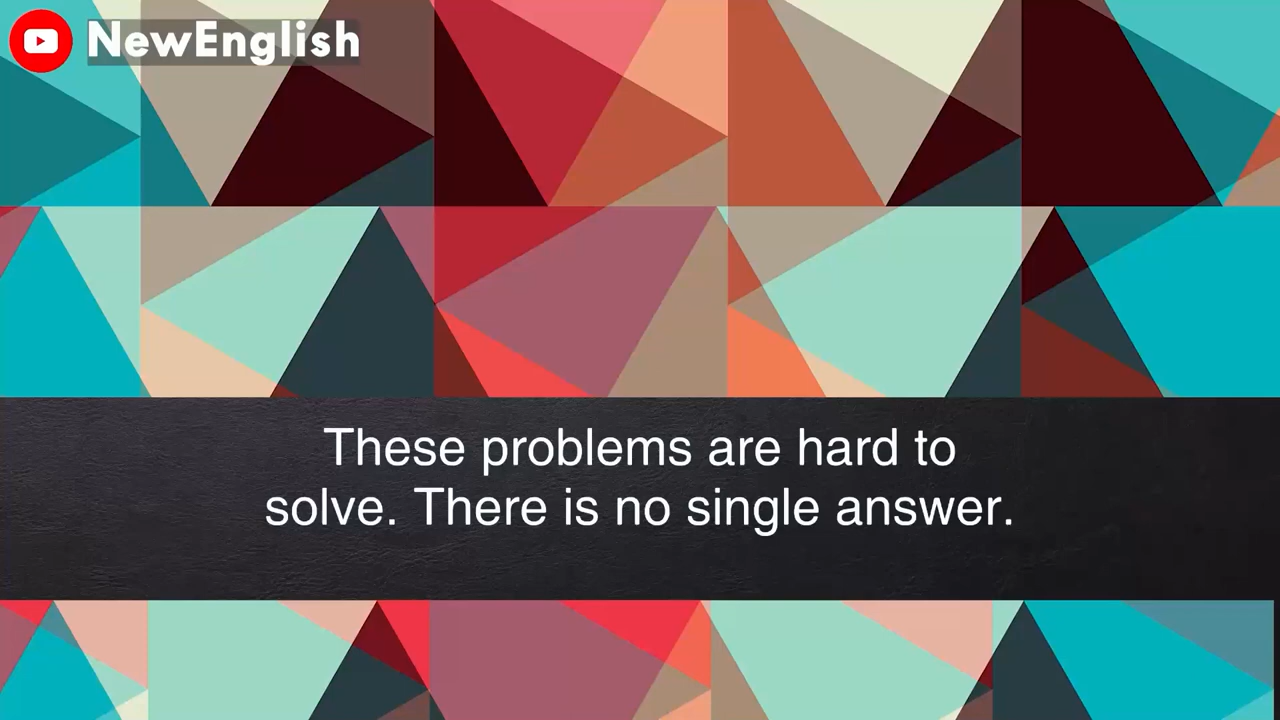 NewEnglish
These problems are hard to
solve. There is no single answer.